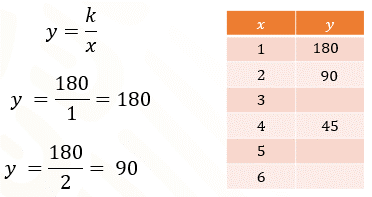 y = k/x
y = 180/1 = 180
y = 180/2 = 90
x y
1 180
2 90
3
4 45
5
6